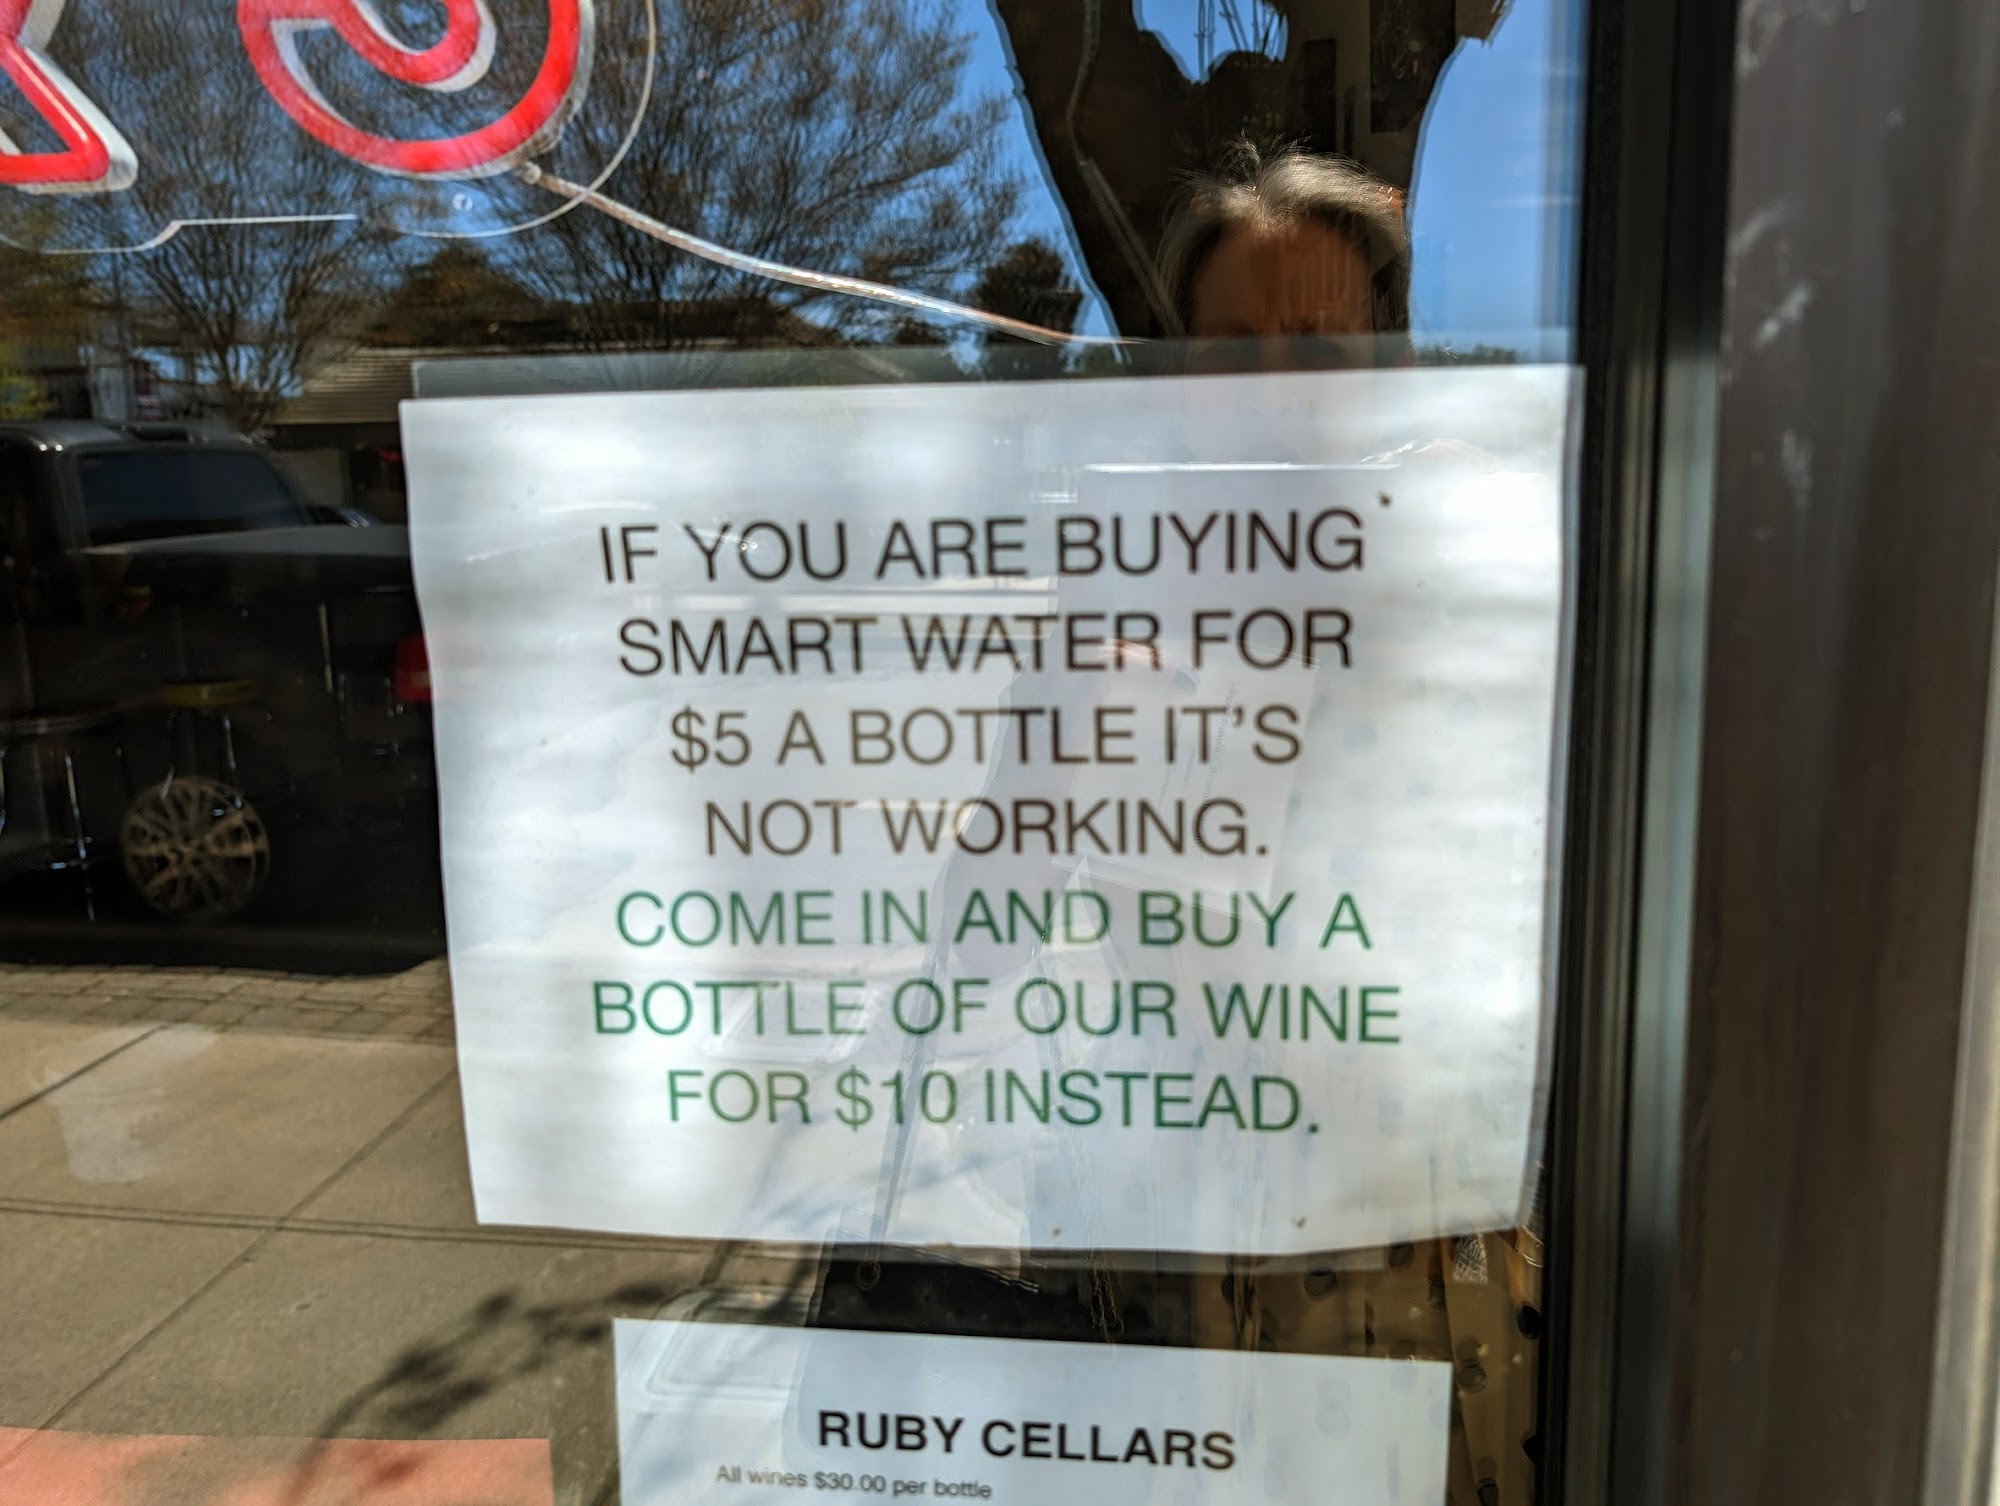 IF YOU ARE BUYING
SMART WATER FOR
$5 A BOTTLE IT'S
NOT WORKING.
COME IN AND BUY A
BOTTLE OF OUR WINE
FOR $10 INSTEAD.
RUBY CELLARS
All wines $30.00 per bottle